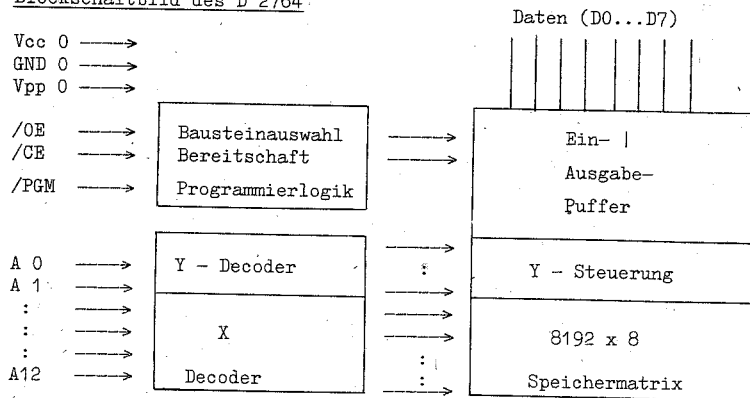 Blockschaltbild des D 2764
Daten (D0...D7)
Vcc 0
GND 0
Vpp 0
/OE
/CE
/PGM
Bausteinauswahl
Bereitschaft
Programmierlogik
Ein- |
Ausgabe-
Puffer
A 0
A 1
:
:
:
A12
Y - Decoder
X
Decoder
:
:
:
Y - Steuerung
8192 x 8
Speichermatrix